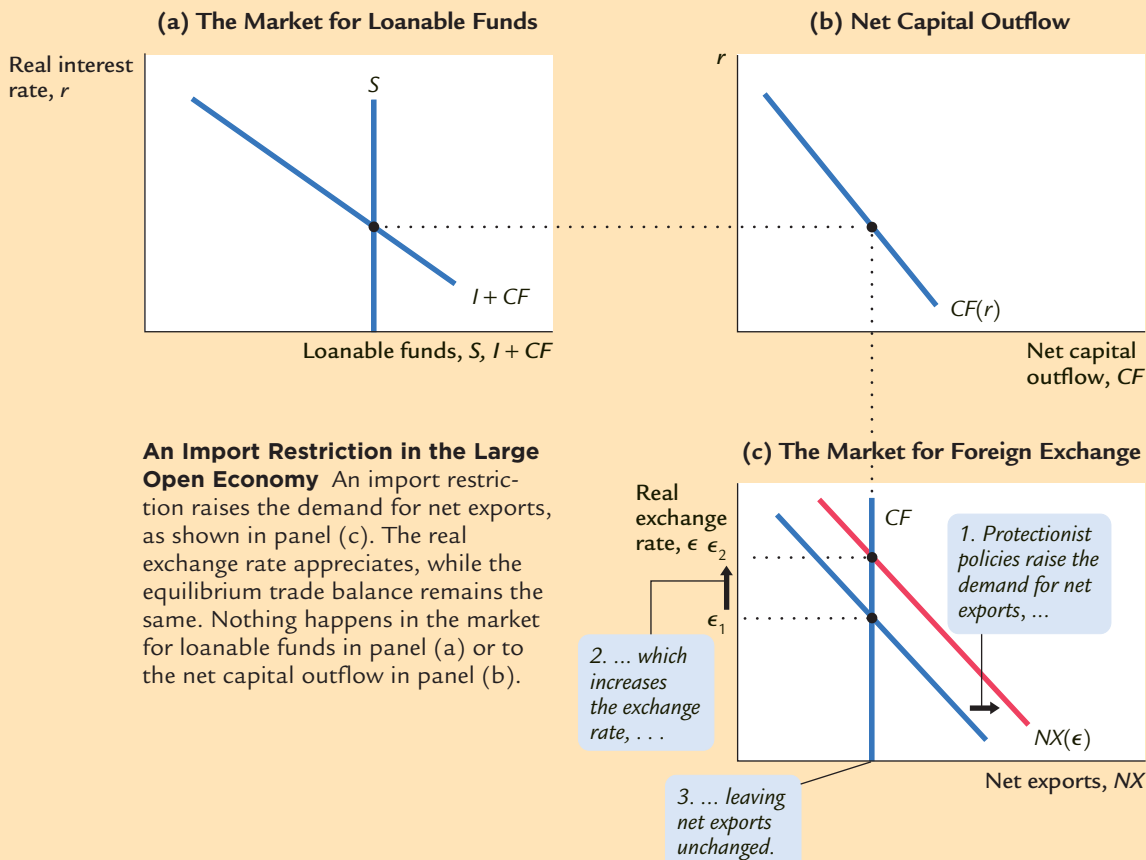 (a) The Market for Loanable Funds
Real interest
rate, r
S
I + CF
Loanable funds, S, I + CF
(b) Net Capital Outflow
r
CF(r)
Net capital
outflow, CF
An Import Restriction in the Large
Open Economy An import restric-
tion raises the demand for net exports,
as shown in panel (c). The real
exchange rate appreciates, while the
equilibrium trade balance remains the
same. Nothing happens in the market
for loanable funds in panel (a) or to
the net capital outflow in panel (b).
(c) The Market for Foreign Exchange
Real
exchange
rate, ϵ ϵ2
ϵ1
CF
1. Protectionist
policies raise the
demand for net
exports, ...
2. ... which
increases
the exchange
rate, . . .
NX(ϵ)
Net exports, NX
3. ... leaving
net exports
unchanged.